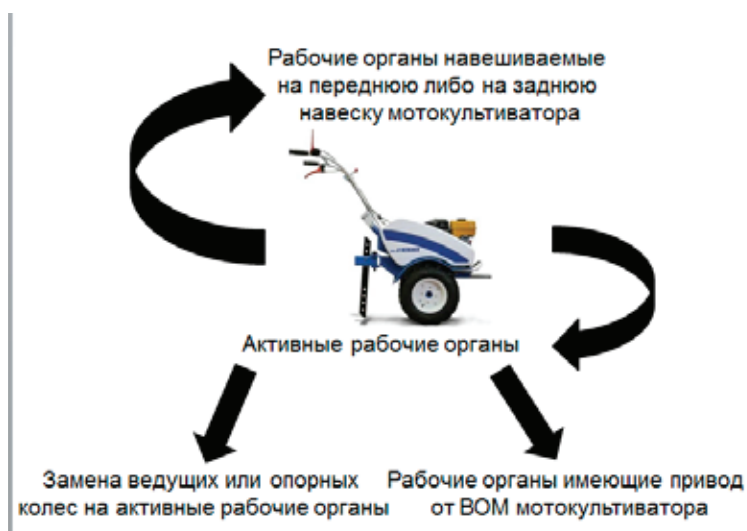 Рабочие органы навешиваемые
на переднюю либо на заднюю
навеску мотокультиватора
Активные рабочие органы
Замена ведущих или опорных
колес на активные рабочие органы
Рабочие органы имеющие привод
от ВОМ мотокультиватора